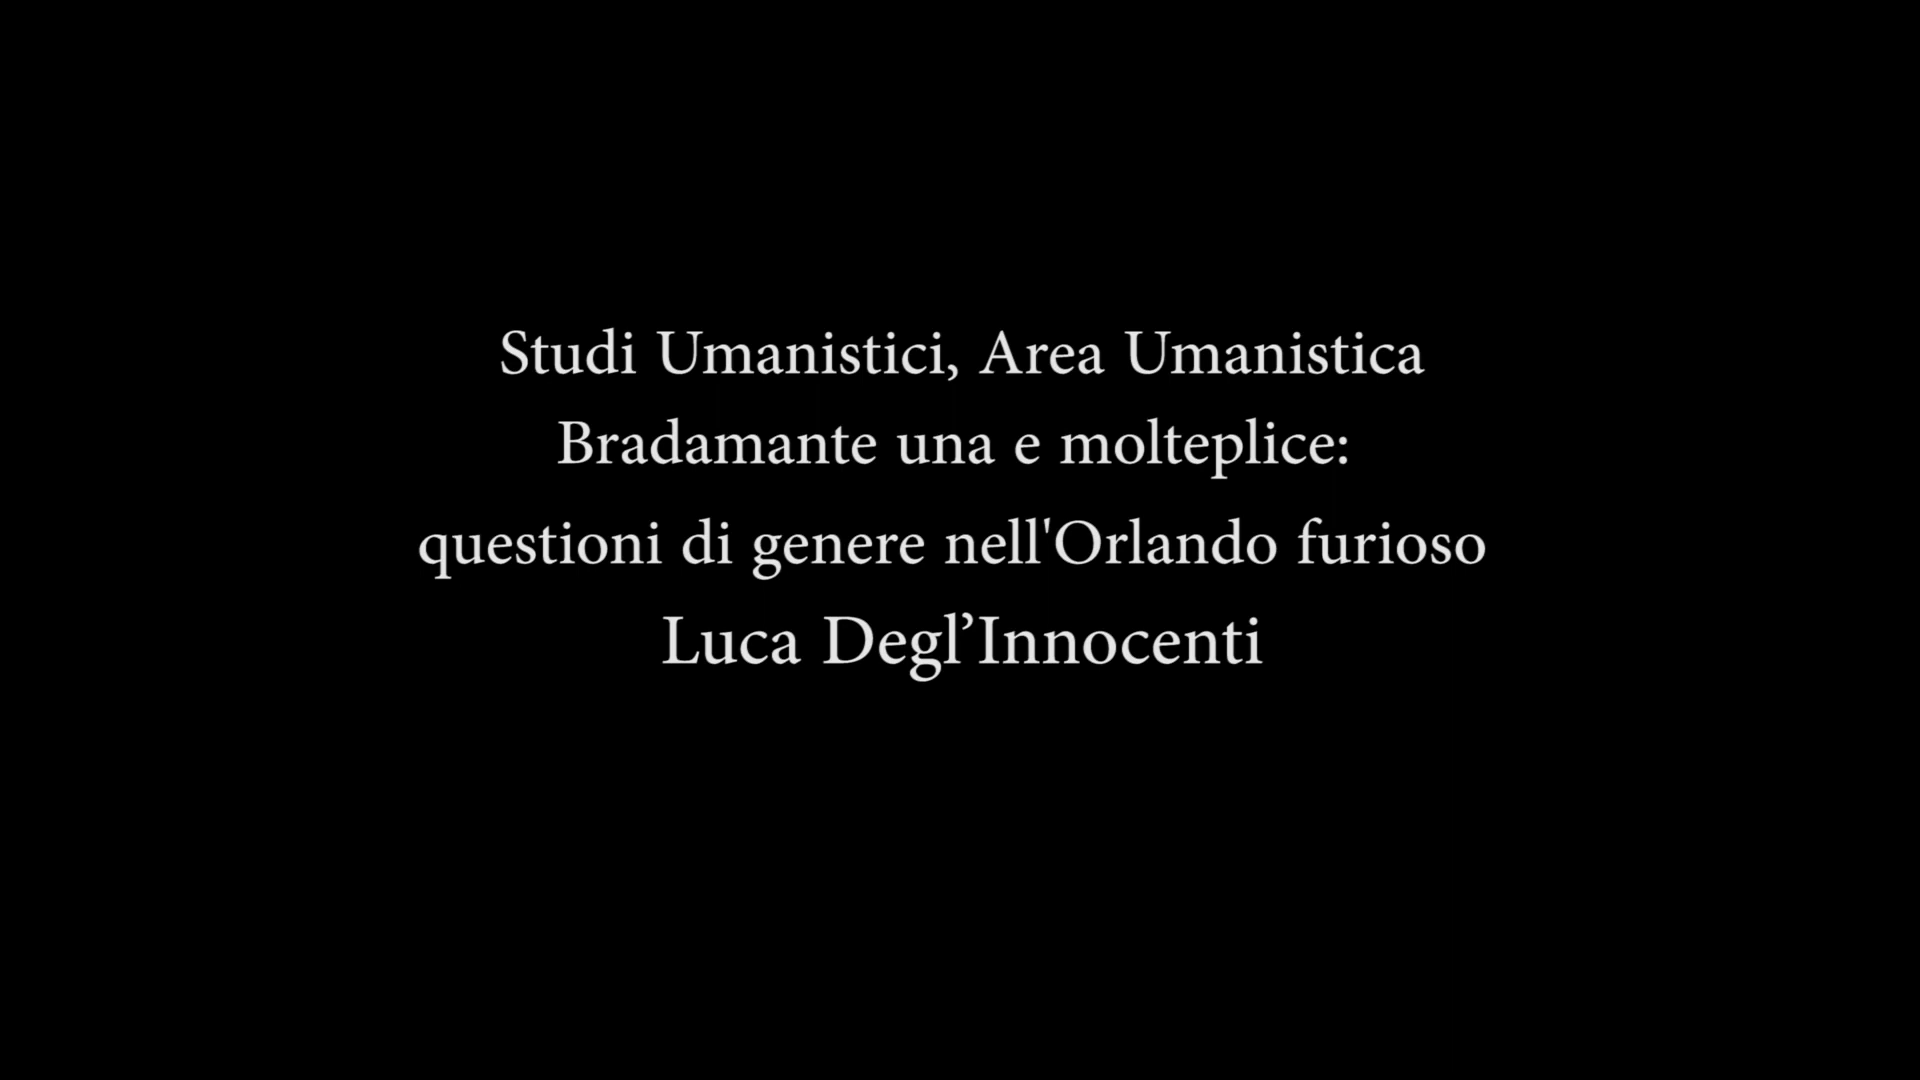 Studi Umanistici, Area Umanistica
Bradamante una e molteplice:
questioni di genere nell'Orlando furioso
Luca Degl’Innocenti